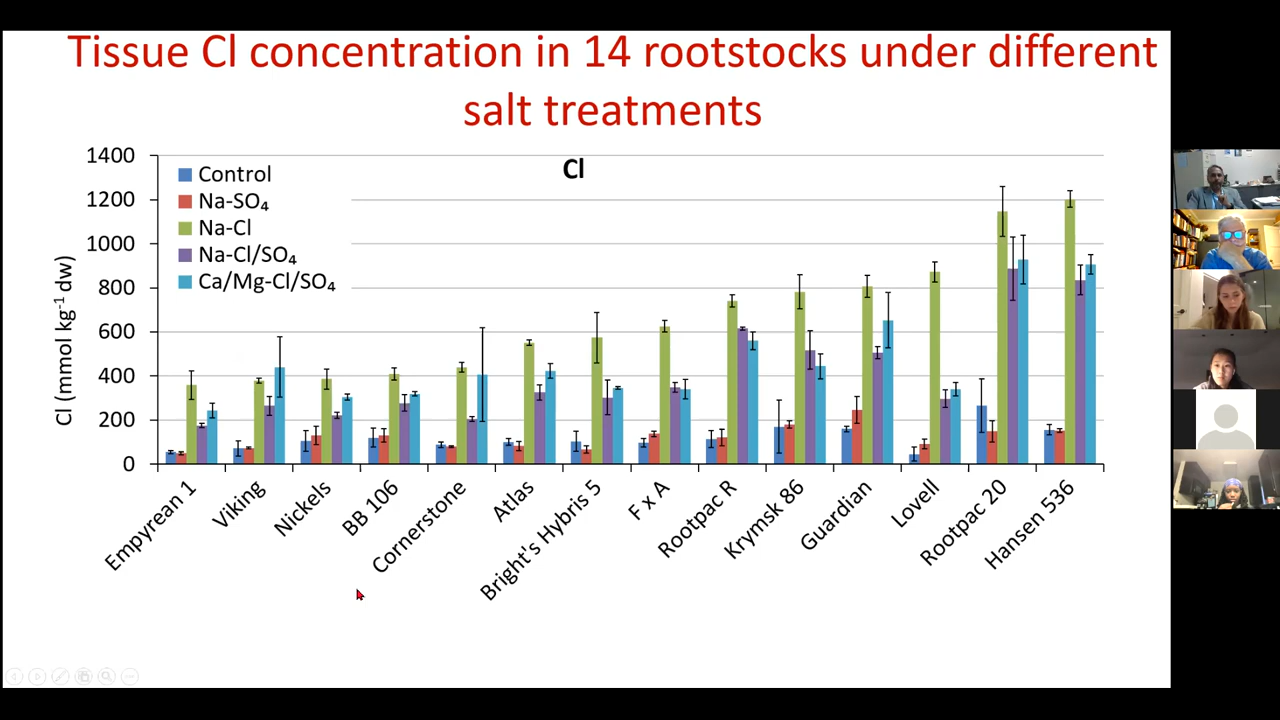 Tissue Cl concentration in 14 rootstocks under different
salt treatments
Cl
Control
Na-SO₄
Na-Cl
Na-Cl/SO₄
Ca/Mg-Cl/SO₄
Cl (mmol kg⁻¹ dw)
1400
1200
1000
800
600
400
200
0
Empyrean 1
Viking
Nickels
BB 106
Cornerstone
Atlas
Bright's Hybris 5
F x A
Rootpac R
Krymsk 86
Guardian
Lovell
Rootpac 20
Hansen 536